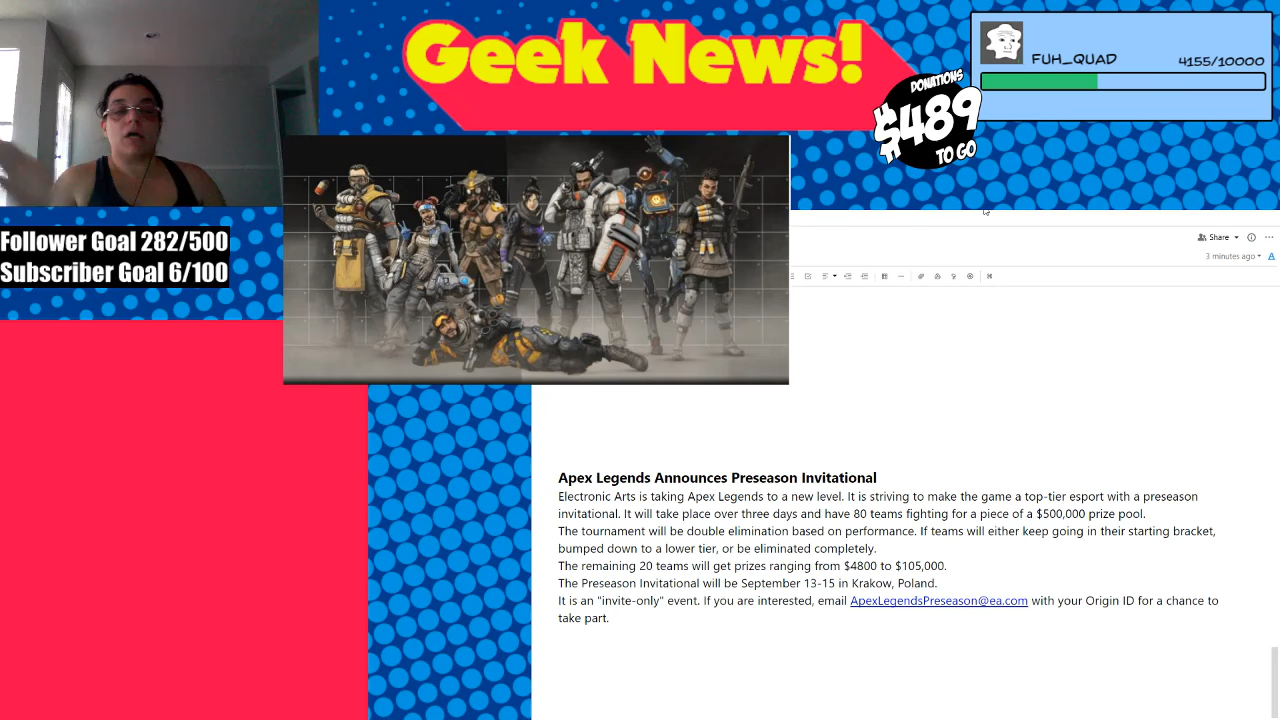 Geek News!
FUH_QUAD
4155/10000
DONATIONS
$489
TO GO
Follower Goal 282/500
Subscriber Goal 6/100
Share
3 minutes ago
Apex Legends Announces Preseason Invitational
Electronic Arts is taking Apex Legends to a new level. It is striving to make the game a top-tier esport with a preseason
invitational. It will take place over three days and have 80 teams fighting for a piece of a $500,000 prize pool.
The tournament will be double elimination based on performance. If teams will either keep going in their starting bracket,
bumped down to a lower tier, or be eliminated completely.
The remaining 20 teams will get prizes ranging from $4800 to $105,000.
The Preseason Invitational will be September 13-15 in Krakow, Poland.
It is an "invite-only" event. If you are interested, email ApexLegendsPreseason@ea.com with your Origin ID for a chance to
take part.